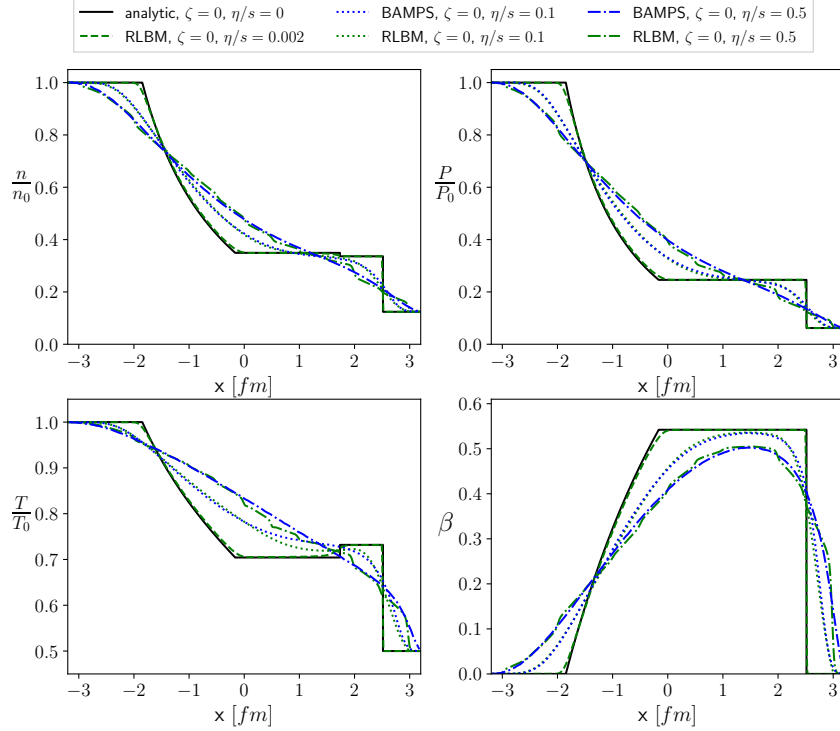 analytic, ζ = 0, η/s = 0
BAMPS, ζ = 0, η/s = 0.1
BAMPS, ζ = 0, η/s = 0.5
RLBM, ζ = 0, η/s = 0.002
RLBM, ζ = 0, η/s = 0.1
RLBM, ζ = 0, η/s = 0.5
1.0
0.8
0.6
0.4
0.2
0.0
n/n₀
−3 −2 −1 0 1 2 3
x [fm]
1.0
0.8
0.6
0.4
0.2
0.0
P/P₀
−3 −2 −1 0 1 2 3
x [fm]
1.0
0.9
0.8
0.7
0.6
0.5
T/T₀
−3 −2 −1 0 1 2 3
x [fm]
0.6
0.5
0.4
0.3
0.2
0.1
0.0
β
−3 −2 −1 0 1 2 3
x [fm]